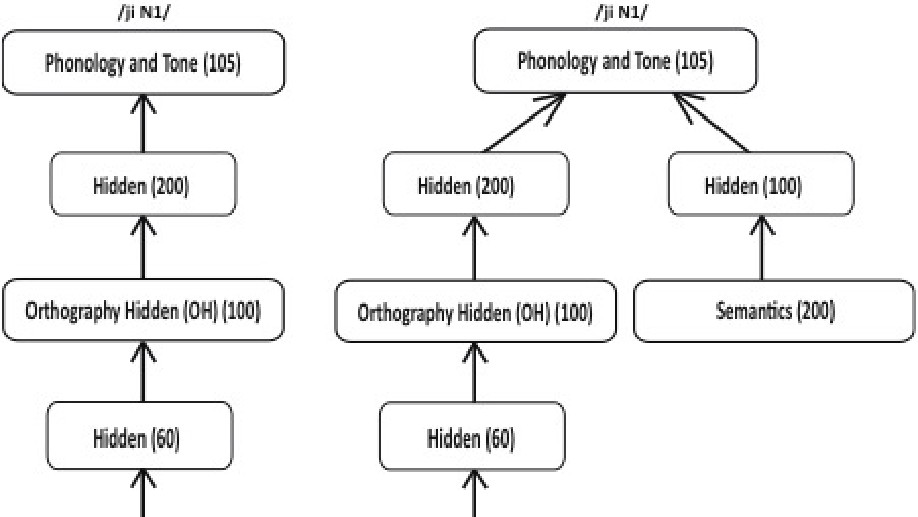 /ji N1/
Phonology and Tone (105)
Hidden (200)
Orthography Hidden (OH) (100)
Hidden (60)
/ji N1/
Phonology and Tone (105)
Hidden (200)
Hidden (100)
Orthography Hidden (OH) (100)
Semantics (200)
Hidden (60)